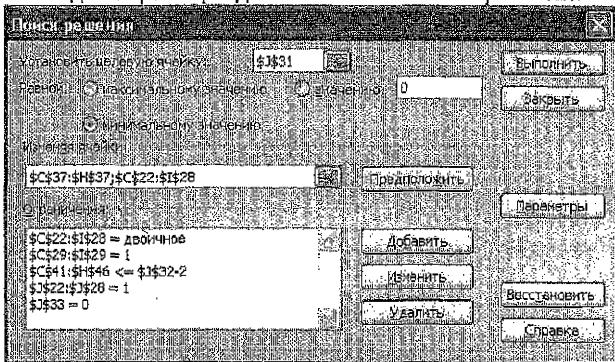 Поиск решения
Установить целевую ячейку: $J$31
Равной: максимальному значению значению: 0
минимальному значению
Изменяя ячейки:
$C$37:$H$37;$C$22:$I$28
Ограничения:
$C$22:$I$28 = двоичное
$C$29:$I$29 = 1
$C$41:$H$46 <= $J$32-2
$J$22:$J$28 = 1
$J$33 = 0
Предположить
Добавить
Изменить
Удалить
Выполнить
Закрыть
Параметры
Восстановить
Справка